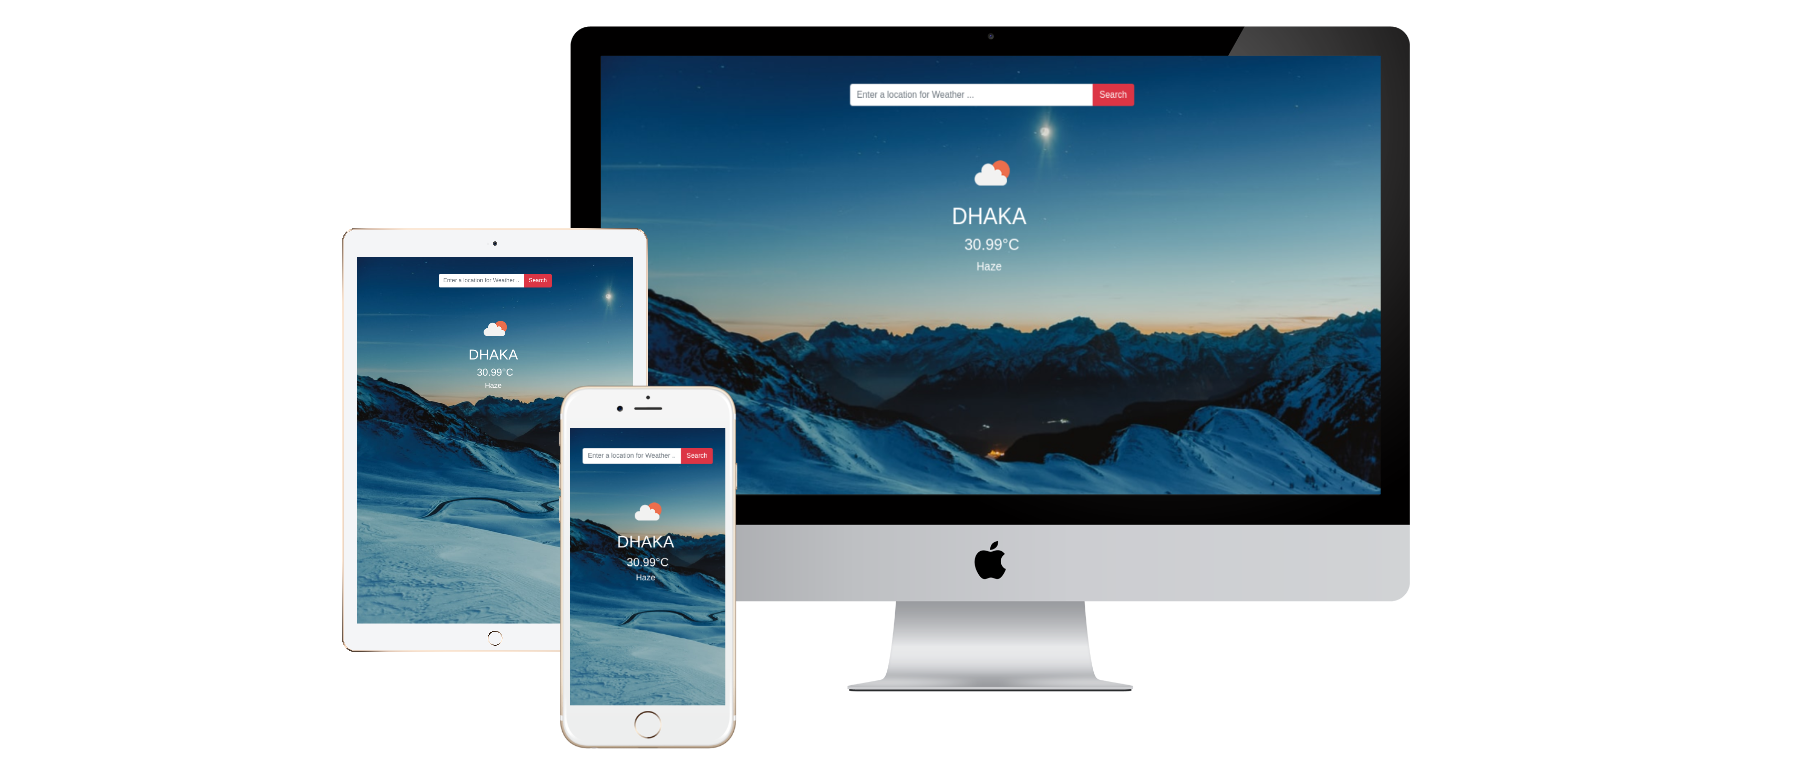 Enter a location for Weather ... Search
DHAKA
30.99°C
Haze
Enter a location for Weather ... Search
DHAKA
30.99°C
Haze
Enter a location for Weather .. Search
DHAKA
30.99°C
Haze